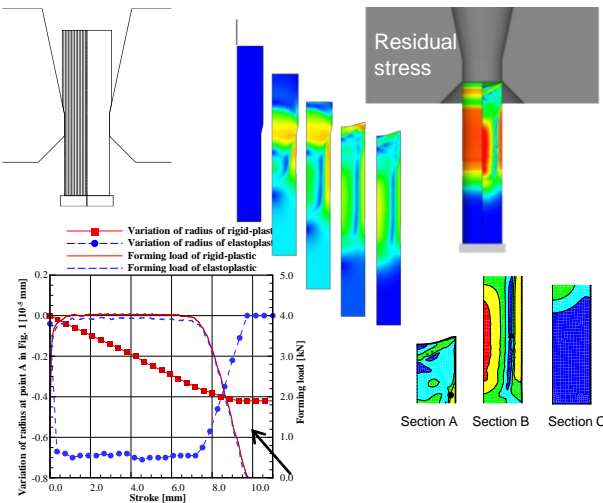 Residual
stress
Variation of radius of rigid-plast
Variation of radius of elastoplast
Forming load of rigid-plastic
Forming load of elastoplastic
Variation of radius at point A in Fig. 1 [10⁻⁵ mm]
0.2
0.0
-0.2
-0.4
-0.6
-0.8
5.0
4.0
3.0
2.0
1.0
0.0
Forming load [kN]
0.0 2.0 4.0 6.0 8.0 10.0
Stroke [mm]
Section A Section B Section C